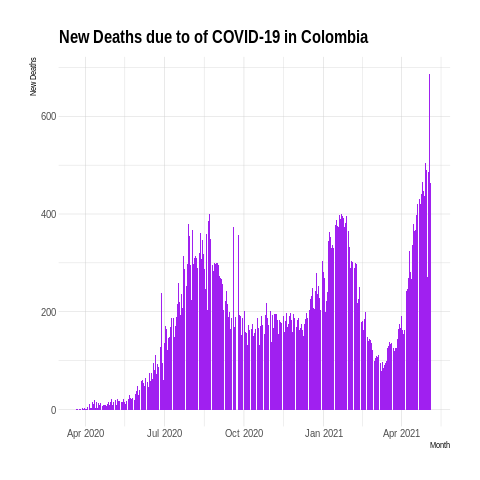 New Deaths due to of COVID-19 in Colombia
New Deaths
600
400
200
0
Apr 2020 Jul 2020 Oct 2020 Jan 2021 Apr 2021
Month